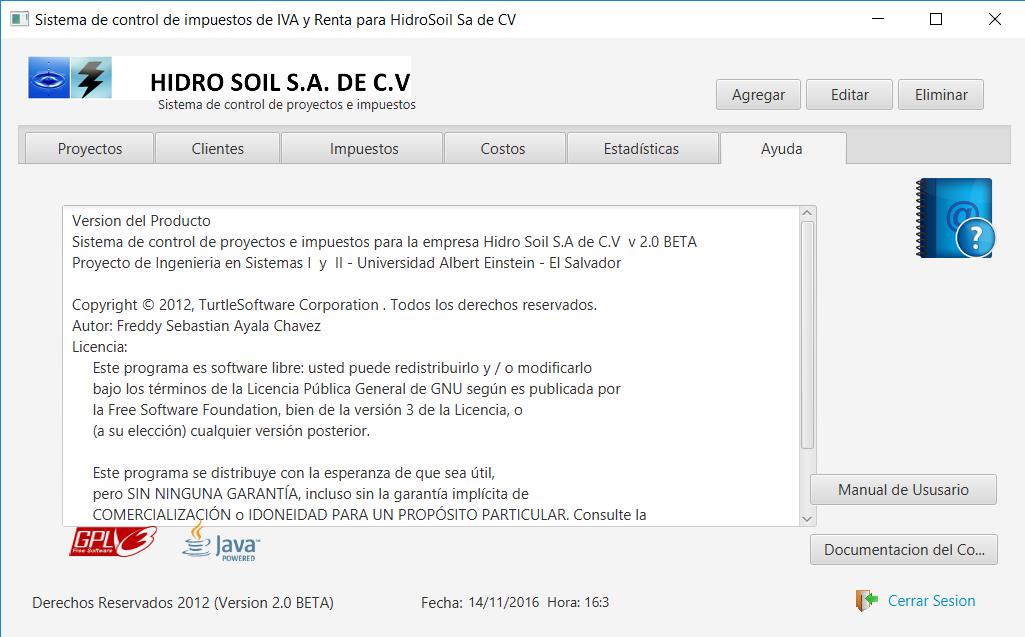 Sistema de control de impuestos de IVA y Renta para HidroSoil Sa de CV
HIDRO SOIL S.A. DE C.V
Sistema de control de proyectos e impuestos
Agregar Editar Eliminar
Proyectos Clientes Impuestos Costos Estadísticas Ayuda
Version del Producto
Sistema de control de proyectos e impuestos para la empresa Hidro Soil S.A de C.V v 2.0 BETA
Proyecto de Ingenieria en Sistemas I y II - Universidad Albert Einstein - El Salvador
Copyright © 2012, TurtleSoftware Corporation . Todos los derechos reservados.
Autor: Freddy Sebastian Ayala Chavez
Licencia:
Este programa es software libre: usted puede redistribuirlo y / o modificarlo
bajo los términos de la Licencia Pública General de GNU según es publicada por
la Free Software Foundation, bien de la versión 3 de la Licencia, o
(a su elección) cualquier versión posterior.
Este programa se distribuye con la esperanza de que sea útil,
pero SIN NINGUNA GARANTÍA, incluso sin la garantía implícita de
COMERCIALIZACIÓN o IDONEIDAD PARA UN PROPÓSITO PARTICULAR. Consulte la
@ ?
Manual de Ususario
GPLv3
Free Software
Java™
POWERED
Documentacion del Co...
Derechos Reservados 2012 (Version 2.0 BETA) Fecha: 14/11/2016 Hora: 16:3
Cerrar Sesion